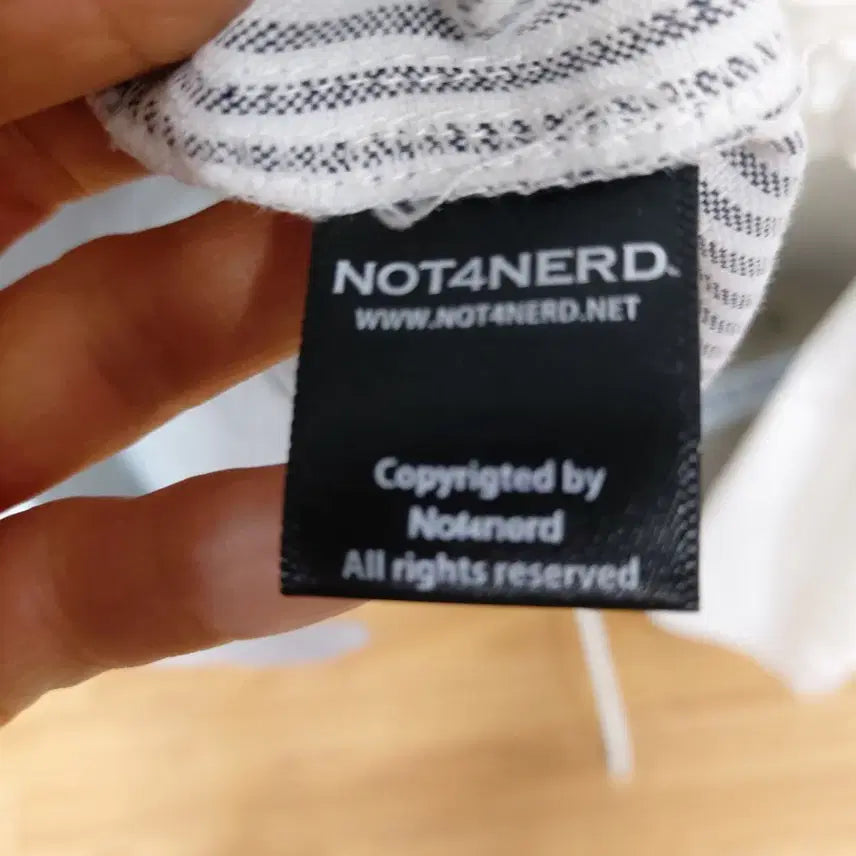 NOT4NERD.
WWW.NOT4NERD.NET
Copyrigted by
Not4nerd
All rights reserved